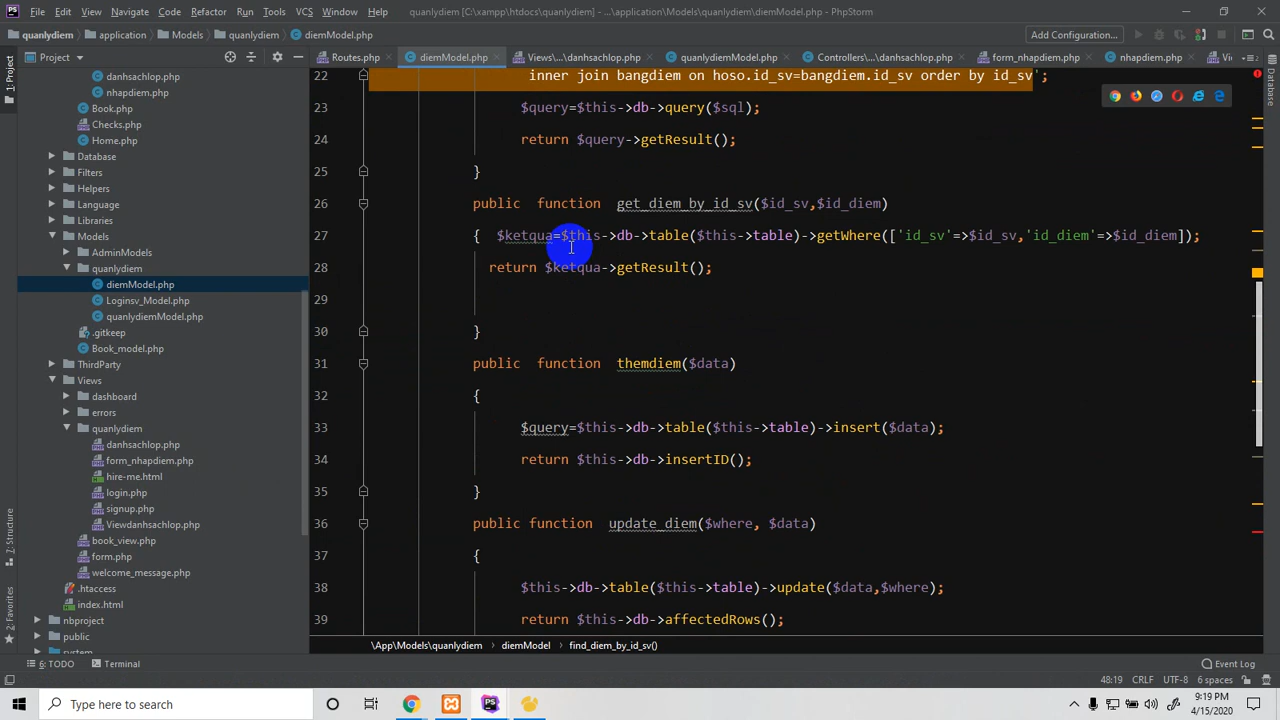 PS File Edit View Navigate Code Refactor Run Tools VCS Window Help quanlydiem [C:\xampp\htdocs\quanlydiem] - ...\application\Models\quanlydiem\diemModel.php - PhpStorm
quanlydiem application Models quanlydiem diemModel.php Add Configuration...
Project Routes.php diemModel.php Views\...\danhsachlop.php quanlydiemModel.php Controllers\...\danhsachlop.php form_nhapdiem.php nhapdiem.php Vi
1: Project
7: Structure
2: Favorites
danhsachlop.php
nhapdiem.php
Book.php
Checks.php
Home.php
Database
Filters
Helpers
Language
Libraries
Models
AdminModels
quanlydiem
diemModel.php
Loginsv_Model.php
quanlydiemModel.php
.gitkeep
Book_model.php
ThirdParty
Views
dashboard
errors
quanlydiem
danhsachlop.php
form_nhapdiem.php
hire-me.html
login.php
signup.php
Viewdanhsachlop.php
book_view.php
form.php
welcome_message.php
.htaccess
index.html
nbproject
public
system
22 inner join bangdiem on hoso.id_sv=bangdiem.id_sv order by id_sv';
23 $query=$this->db->query($sql);
24 return $query->getResult();
25 }
26 public function get_diem_by_id_sv($id_sv,$id_diem)
27 { $ketqua=$this->db->table($this->table)->getWhere(['id_sv'=>$id_sv,'id_diem'=>$id_diem]);
28 return $ketqua->getResult();
29
30 }
31 public function themdiem($data)
32 {
33 $query=$this->db->table($this->table)->insert($data);
34 return $this->db->insertID();
35 }
36 public function update_diem($where, $data)
37 {
38 $this->db->table($this->table)->update($data,$where);
39 return $this->db->affectedRows();
\App\Models\quanlydiem diemModel find_diem_by_id_sv()
6: TODO Terminal Event Log
48:19 CRLF UTF-8 6 spaces
Type here to search PS 9:19 PM
4/15/2020